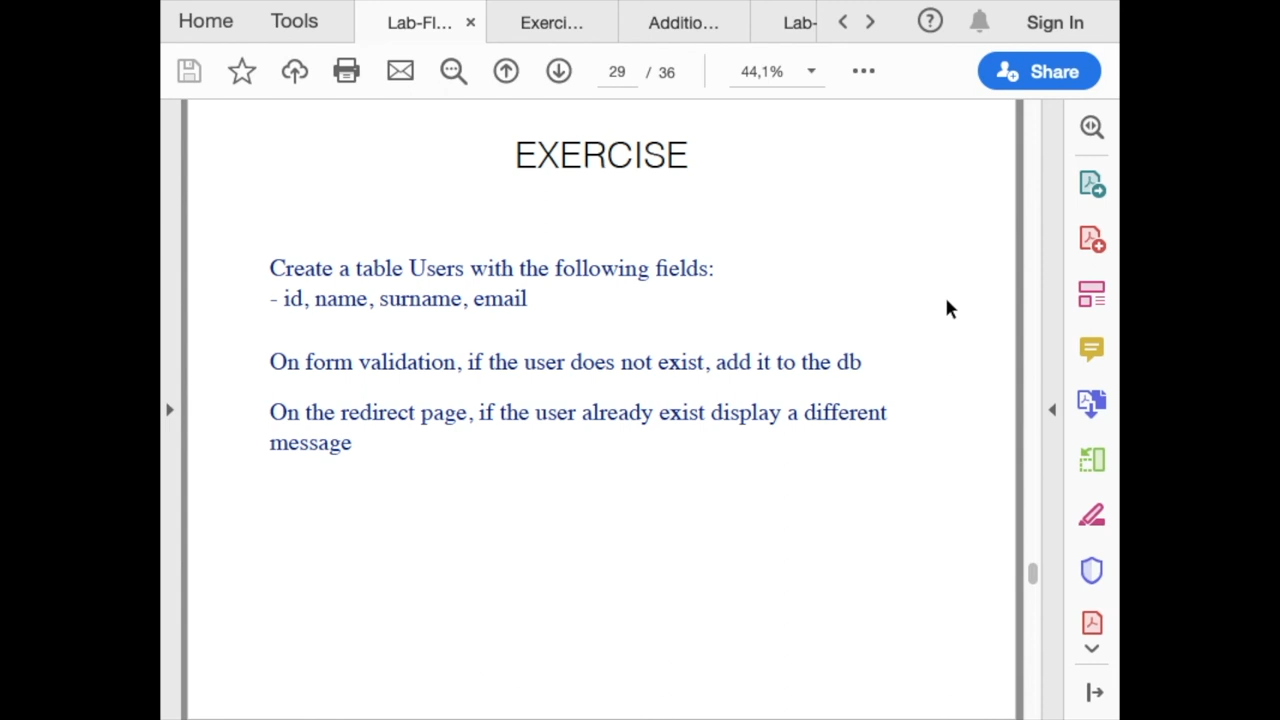 Home Tools Lab-Fl... × Exerci... Additio... Lab- Sign In
29 / 36 44,1% Share
EXERCISE
Create a table Users with the following fields:
- id, name, surname, email
On form validation, if the user does not exist, add it to the db
On the redirect page, if the user already exist display a different
message